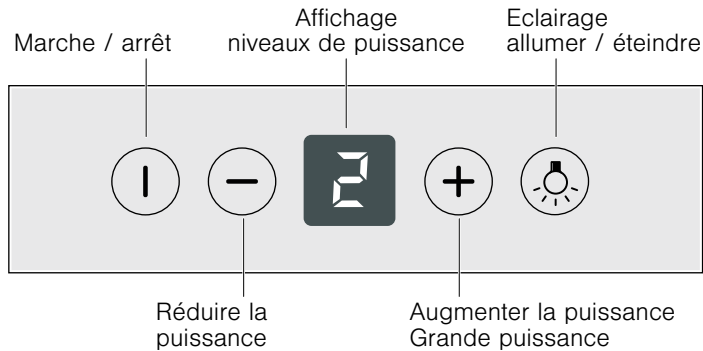 Marche / arrêt
Affichage
niveaux de puissance
Eclairage
allumer / éteindre
2
Réduire la
puissance
Augmenter la puissance
Grande puissance